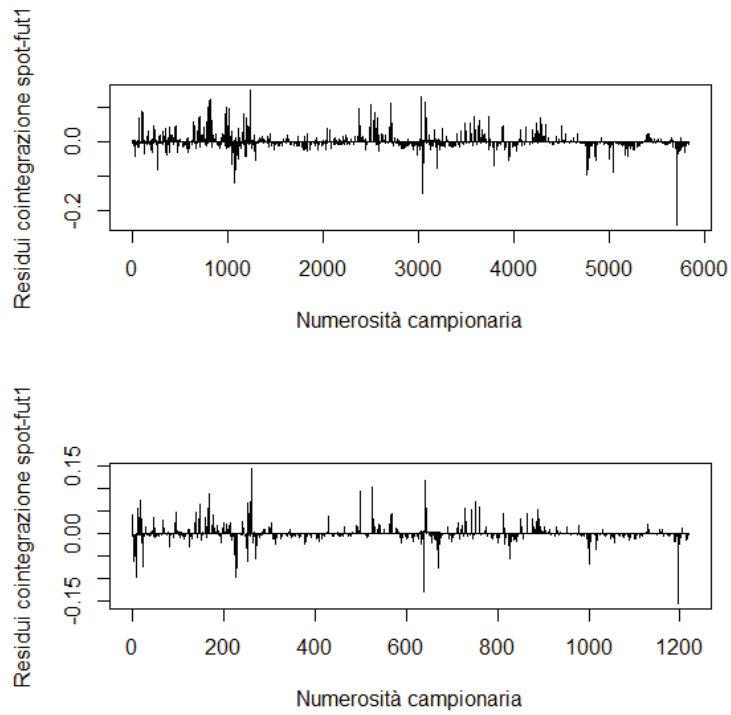 Residui cointegrazione spot-fut1
0.0
-0.2
0 1000 2000 3000 4000 5000 6000
Numerosità campionaria
Residui cointegrazione spot-fut1
0.15
0.00
-0.15
0 200 400 600 800 1000 1200
Numerosità campionaria